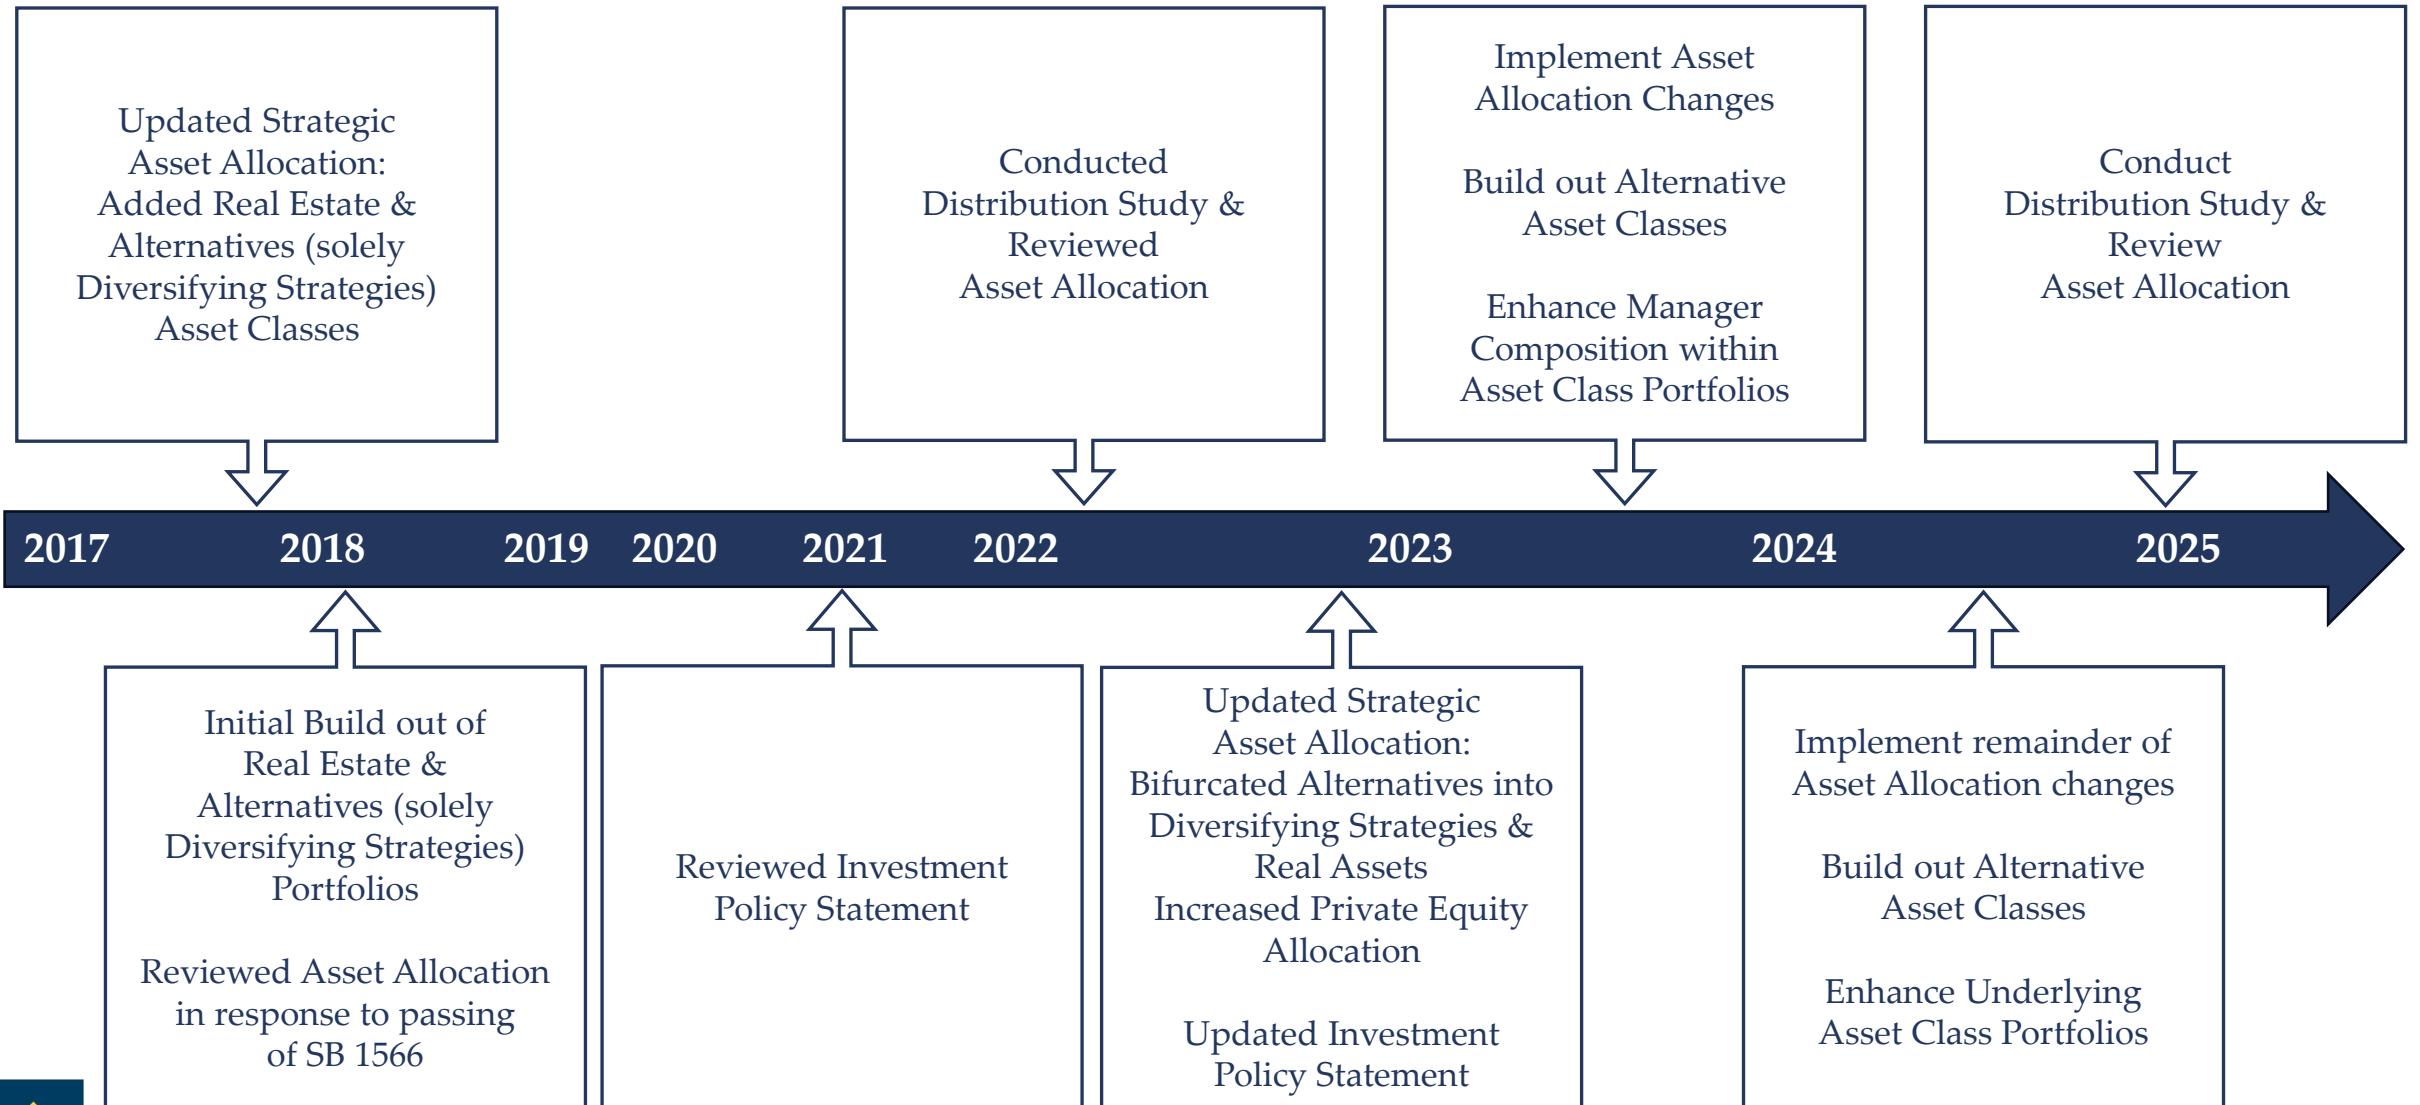 Updated Strategic
Asset Allocation:
Added Real Estate &
Alternatives (solely
Diversifying Strategies)
Asset Classes
Conducted
Distribution Study &
Reviewed
Asset Allocation
Implement Asset
Allocation Changes
Build out Alternative
Asset Classes
Enhance Manager
Composition within
Asset Class Portfolios
Conduct
Distribution Study &
Review
Asset Allocation
2017 2018 2019 2020 2021 2022 2023 2024 2025
Initial Build out of
Real Estate &
Alternatives (solely
Diversifying Strategies)
Portfolios
Reviewed Asset Allocation
in response to passing
of SB 1566
Reviewed Investment
Policy Statement
Updated Strategic
Asset Allocation:
Bifurcated Alternatives into
Diversifying Strategies &
Real Assets
Increased Private Equity
Allocation
Updated Investment
Policy Statement
Implement remainder of
Asset Allocation changes
Build out Alternative
Asset Classes
Enhance Underlying
Asset Class Portfolios